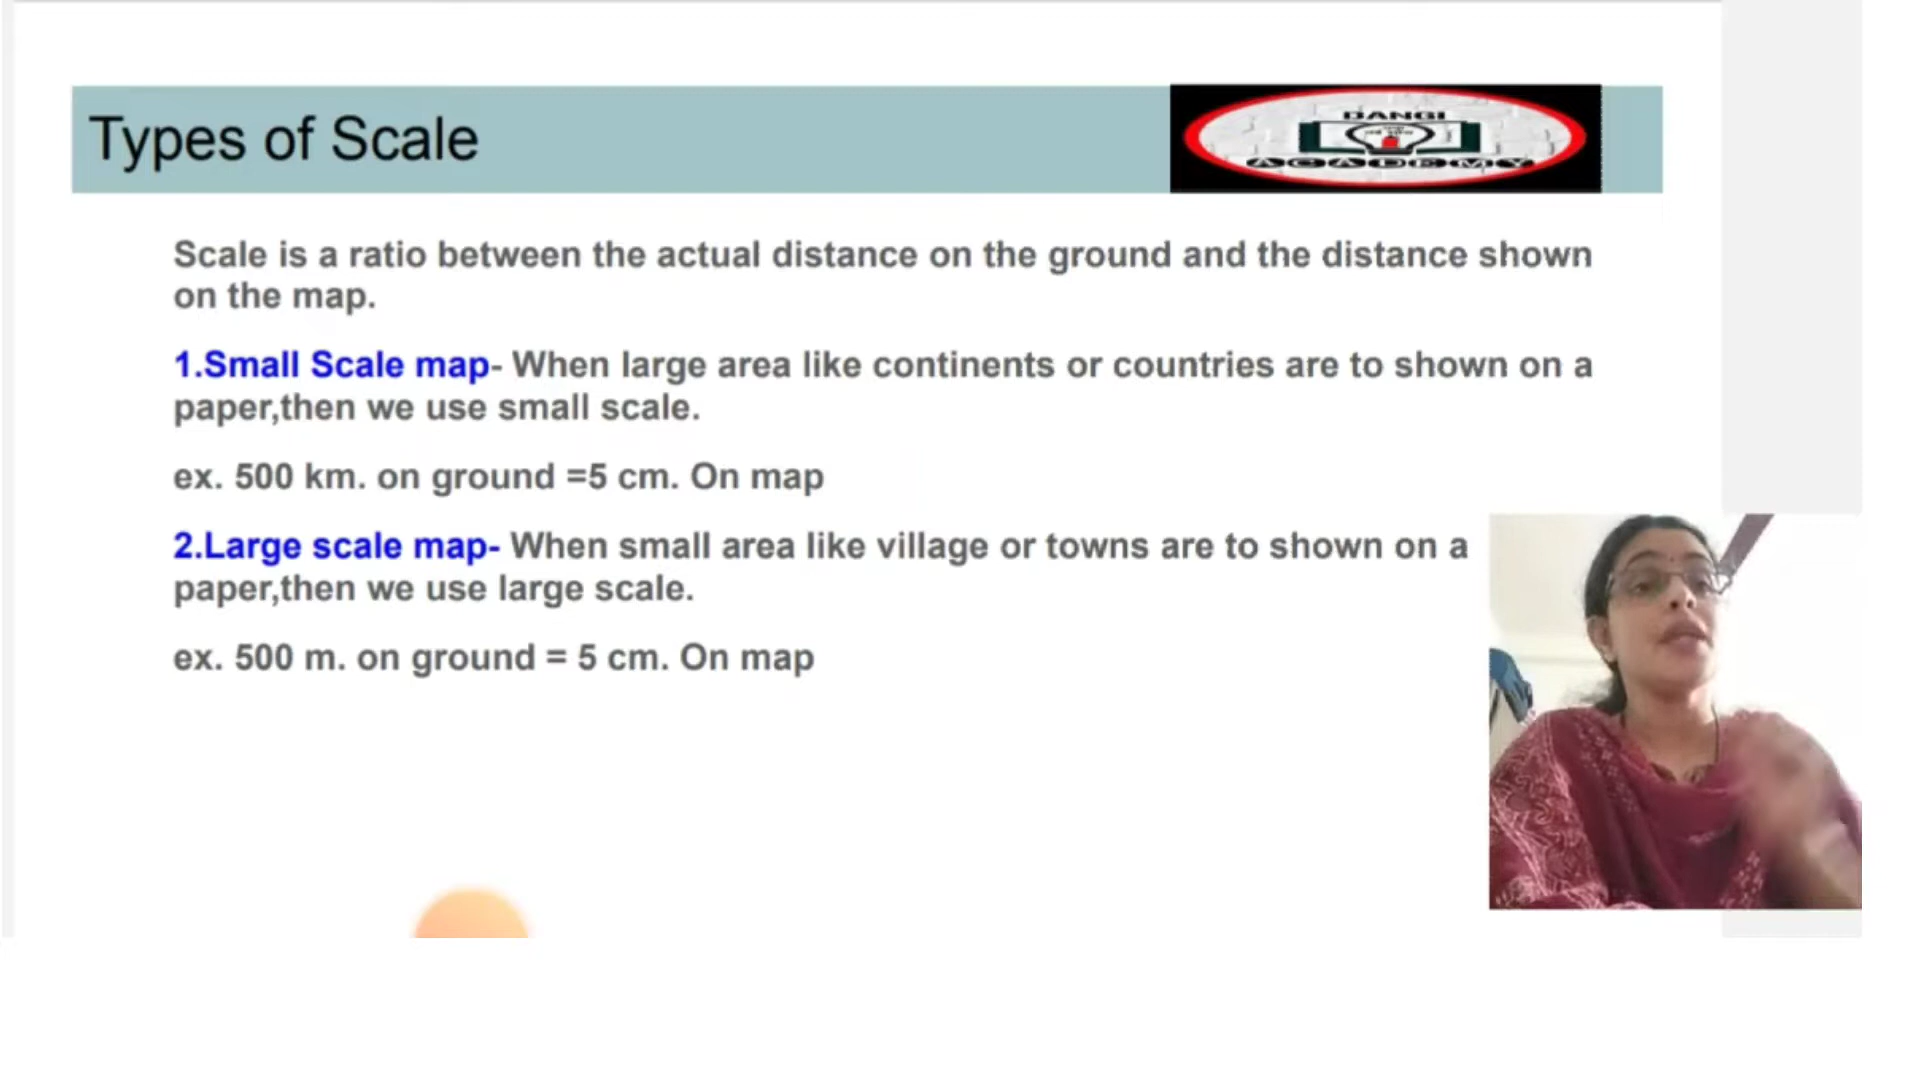 Types of Scale
DANGI
ACADEMY
Scale is a ratio between the actual distance on the ground and the distance shown
on the map.
1.Small Scale map- When large area like continents or countries are to shown on a
paper,then we use small scale.
ex. 500 km. on ground =5 cm. On map
2.Large scale map- When small area like village or towns are to shown on a
paper,then we use large scale.
ex. 500 m. on ground = 5 cm. On map